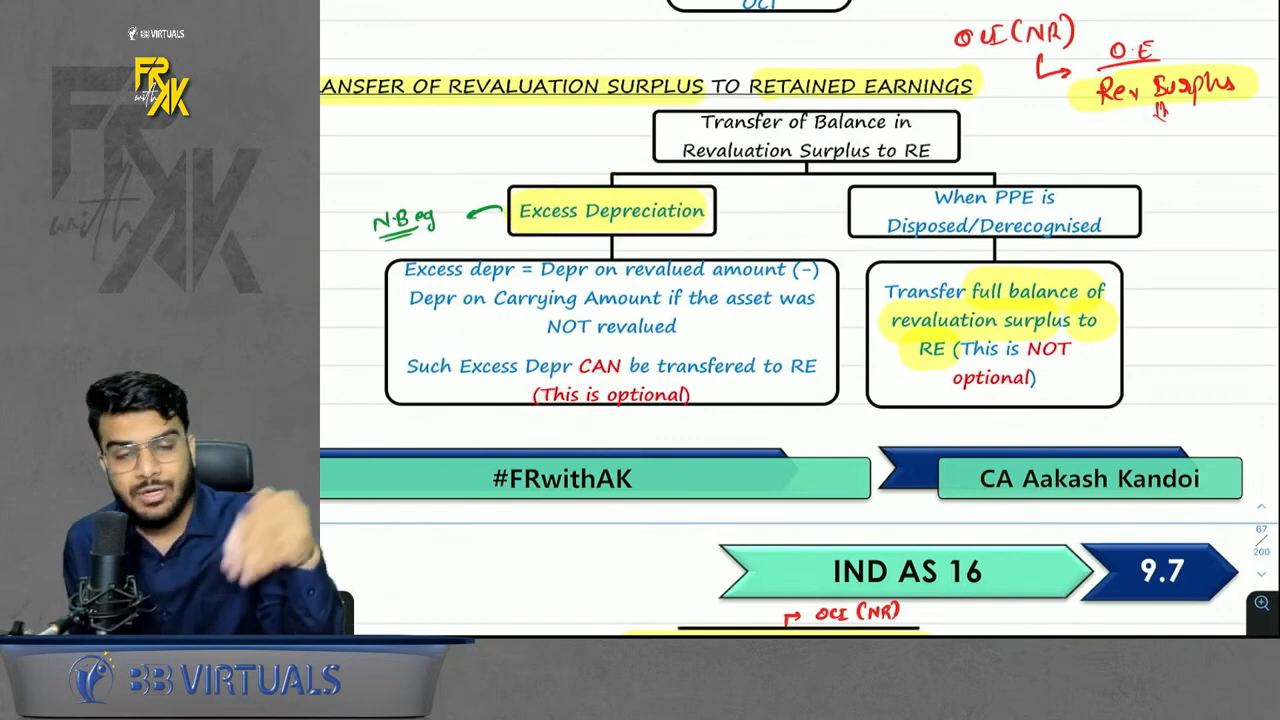 BB VIRTUALS
FR
with
AK
FR
with
AK
OCI
OCI (NR)
O.E
Rev Surplus
ANSFER OF REVALUATION SURPLUS TO RETAINED EARNINGS
Transfer of Balance in
Revaluation Surplus to RE
N.B eg
Excess Depreciation
When PPE is
Disposed/Derecognised
Excess depr = Depr on revalued amount (-)
Depr on Carrying Amount if the asset was
NOT revalued
Such Excess Depr CAN be transfered to RE
(This is optional)
Transfer full balance of
revaluation surplus to
RE (This is NOT
optional)
#FRwithAK
CA Aakash Kandoi
67
/
200
IND AS 16
9.7
OCI (NR)
BB VIRTUALS